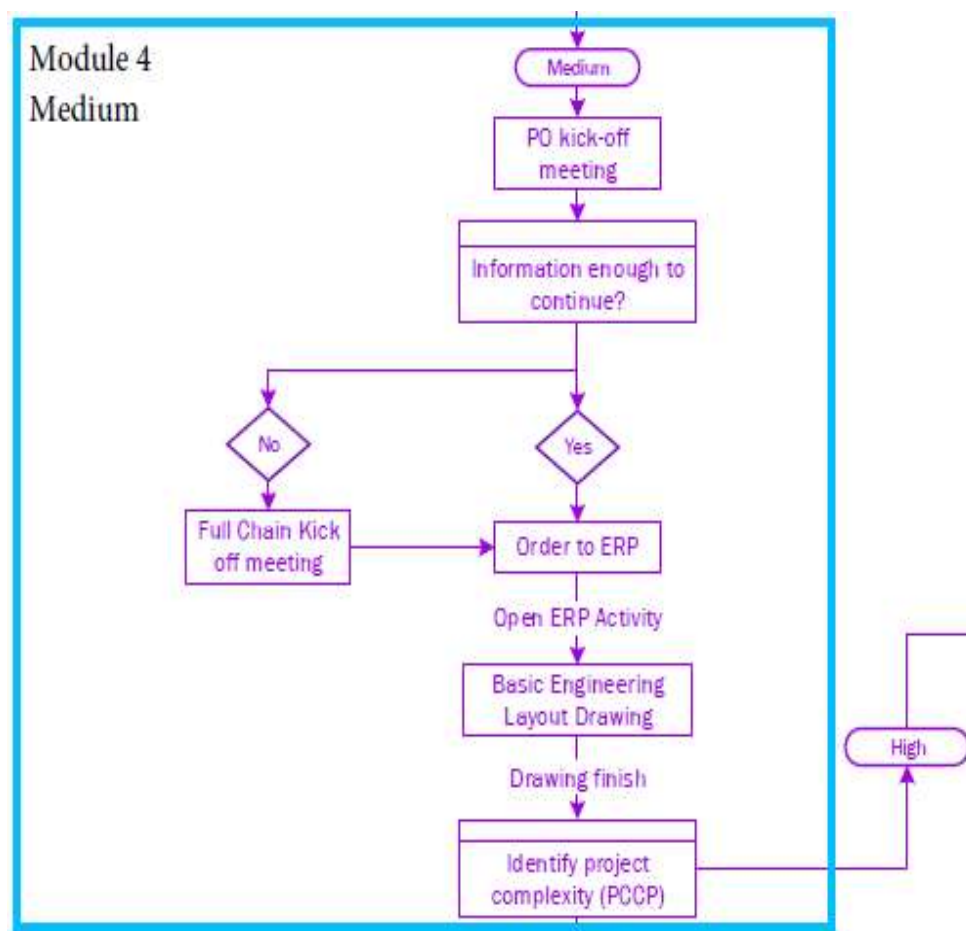 Module 4
Medium
Medium
PO kick-off
meeting
Information enough to
continue?
No
Yes
Full Chain Kick
off meeting
Order to ERP
Open ERP Activity
Basic Engineering
Layout Drawing
High
Drawing finish
Identify project
complexity (PCCP)